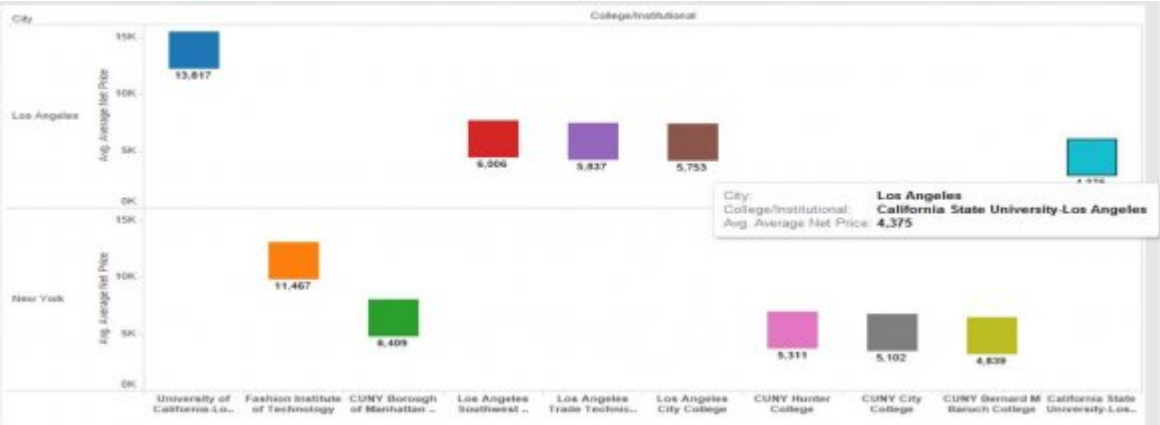 City
College/Institutional
Los Angeles
Avg. Average Net Price
15K
10K
5K
0K
13,817
6,006
5,837
5,753
4,375
City: Los Angeles
College/Institutional: California State University-Los Angeles
Avg. Average Net Price: 4,375
New York
Avg. Average Net Price
15K
10K
5K
0K
11,467
6,409
5,311
5,102
4,839
University of
California-Lo..
Fashion Institute
of Technology
CUNY Borough
of Manhattan ..
Los Angeles
Southwest ..
Los Angeles
Trade Technic..
Los Angeles
City College
CUNY Hunter
College
CUNY City
College
CUNY Bernard M
Baruch College
California State
University-Los..